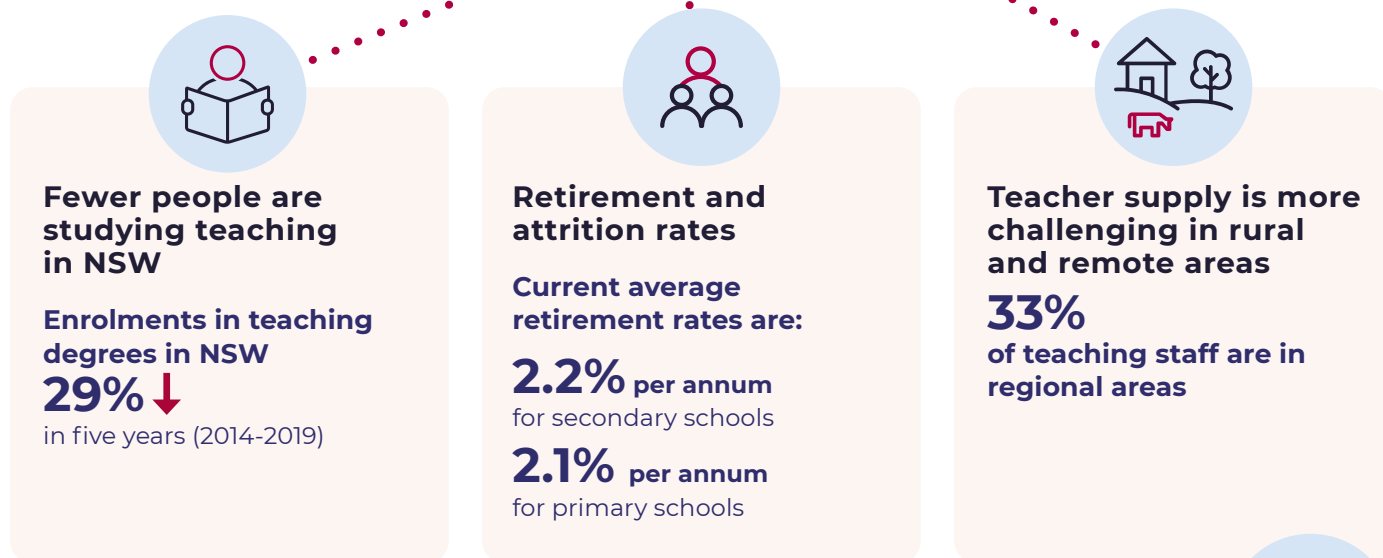 Fewer people are
studying teaching
in NSW
Enrolments in teaching
degrees in NSW
29%
in five years (2014-2019)
Retirement and
attrition rates
Current average
retirement rates are:
2.2% per annum
for secondary schools
2.1% per annum
for primary schools
Teacher supply is more
challenging in rural
and remote areas
33%
of teaching staff are in
regional areas